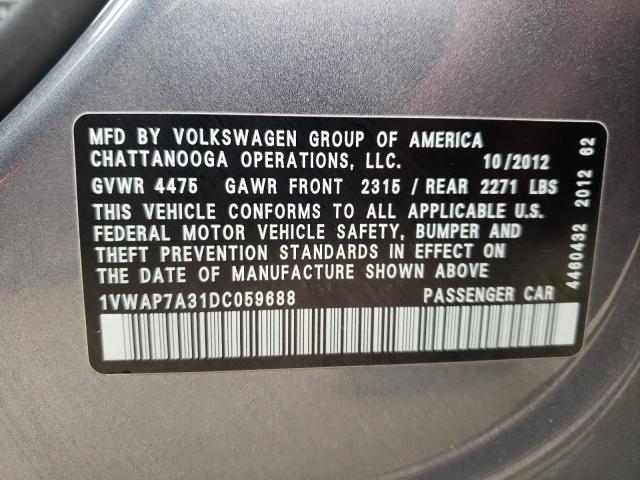 MFD BY VOLKSWAGEN GROUP OF AMERICA
CHATTANOOGA OPERATIONS, LLC. 10/2012
GVWR 4475 GAWR FRONT 2315 / REAR 2271 LBS
THIS VEHICLE CONFORMS TO ALL APPLICABLE U.S.
FEDERAL MOTOR VEHICLE SAFETY, BUMPER AND
THEFT PREVENTION STANDARDS IN EFFECT ON
THE DATE OF MANUFACTURE SHOWN ABOVE
1VWAP7A31DC059688 PASSENGER CAR
4460432 2012 62